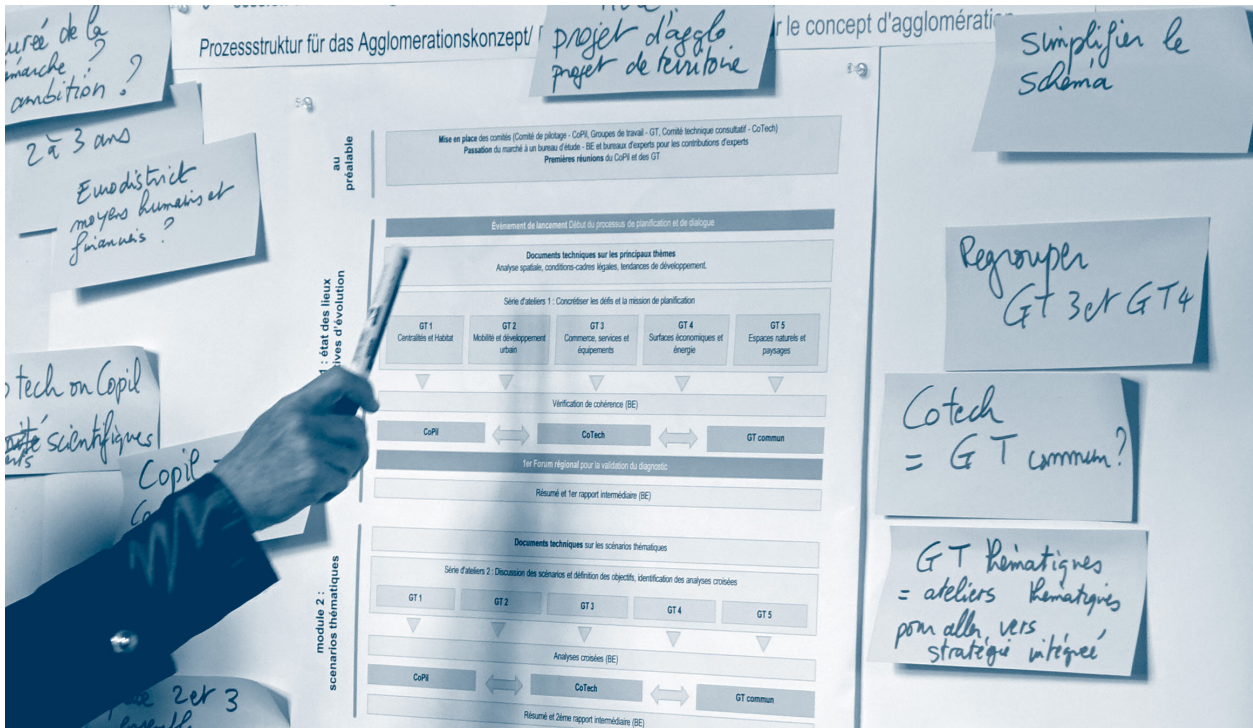 Prozessstruktur für das Agglomerationskonzept/
r le concept d'agglomération
projet d'agglo
projet de territoire
simplifier le
schéma
urée de la
marche ?
ambition ?
2 à 3 ans
Eurodistrict
moyens humains et
financiers ?
au
préalable
Mise en place des comités (Comité de pilotage - CoPil, Groupes de travail - GT, Comité technique consultatif - CoTech)
Passation du marché à un bureau d'étude - BE et bureaux d'experts pour les contributions d'experts
Premières réunions du CoPil et des GT
1 : état des lieux
tives d'évolution
Événement de lancement Début du processus de planification et de dialogue
Documents techniques sur les principaux thèmes
Analyse spatiale, conditions-cadres légales, tendances de développement.
Série d'ateliers 1 : Concrétiser les défis et la mission de planification
GT 1
Centralités et Habitat
GT 2
Mobilité et développement
urbain
GT 3
Commerce, services et
équipements
GT 4
Surfaces économiques et
énergie
GT 5
Espaces naturels et
paysages
Vérification de cohérence (BE)
CoPil
CoTech
GT commun
1er Forum régional pour la validation du diagnostic
Résumé et 1er rapport intermédiaire (BE)
module 2 :
scenarios thématiques
Documents techniques sur les scénarios thématiques
Série d'ateliers 2 : Discussion des scénarios et définition des objectifs, identification des analyses croisées
GT 1
GT 2
GT 3
GT 4
GT 5
Analyses croisées (BE)
CoPil
CoTech
GT commun
Résumé et 2ème rapport intermédiaire (BE)
Regrouper
GT 3 et GT 4
Cotech
= GT commun ?
GT thématiques
= ateliers thématiques
pour aller vers
stratégie intégrée
tech on Copil
scientifiques
Copil
2 et 3